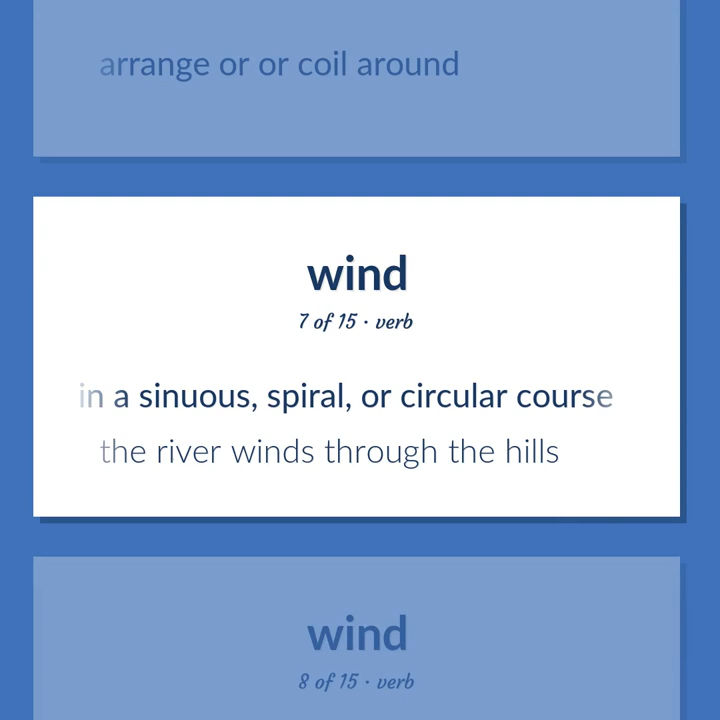 arrange or or coil around
wind
7 of 15 · verb
in a sinuous, spiral, or circular course
the river winds through the hills
wind
8 of 15 · verb